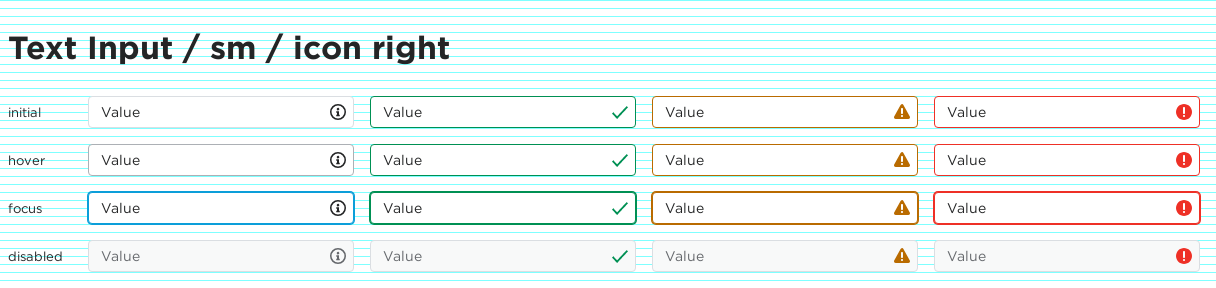 Text Input / sm / icon right
initial Value Value Value Value
hover Value Value Value Value
focus Value Value Value Value
disabled Value Value Value Value